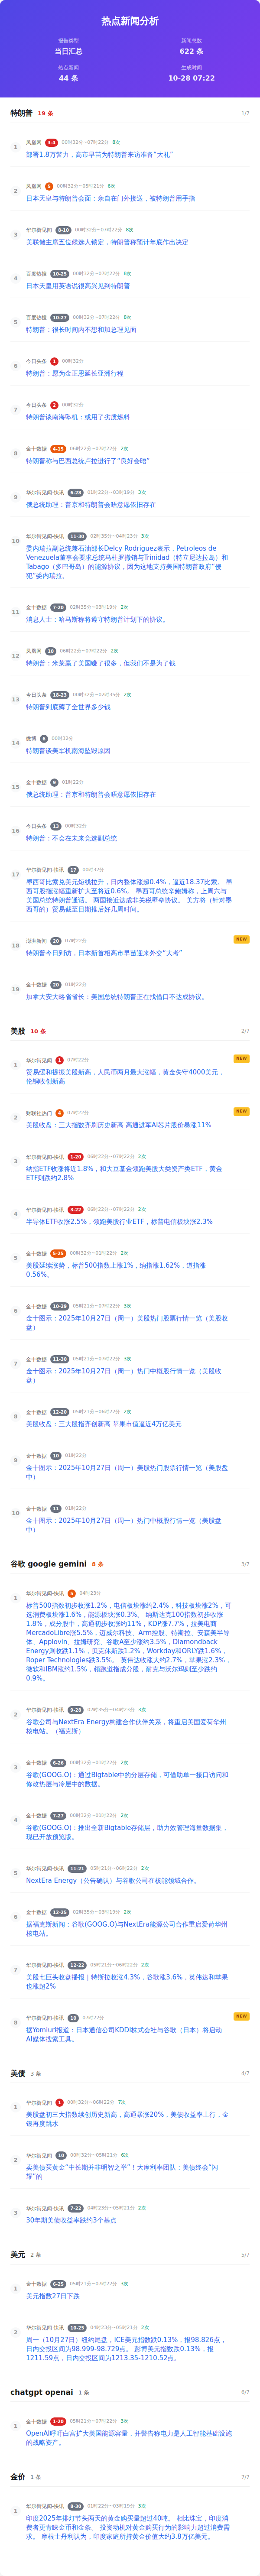 热点新闻分析
报告类型
当日汇总
新闻总数
622 条
热点新闻
44 条
生成时间
10-28 07:22
特朗普 19 条 1/7
1
凤凰网 3-4 00时32分~07时22分 8次
部署1.8万警力，高市早苗为特朗普来访准备“大礼”
2
凤凰网 5 00时32分~05时21分 6次
日本天皇与特朗普会面：亲自在门外接送，被特朗普用手指
3
华尔街见闻 6-10 00时32分~07时22分 8次
美联储主席五位候选人锁定，特朗普称预计年底作出决定
4
百度热搜 10-25 00时32分~07时22分 8次
日本天皇用英语说很高兴见到特朗普
5
百度热搜 10-27 00时32分~07时22分 8次
特朗普：很长时间内不想和加总理见面
6
今日头条 1 00时32分
特朗普：愿为金正恩延长亚洲行程
7
今日头条 2 00时32分
特朗普谈南海坠机：或用了劣质燃料
8
金十数据 4-15 06时22分~07时22分 2次
特朗普称与巴西总统卢拉进行了“良好会晤”
9
华尔街见闻-快讯 6-28 01时22分~03时19分 3次
俄总统助理：普京和特朗普会晤意愿依旧存在
10
华尔街见闻-快讯 11-30 02时35分~04时23分 3次
委内瑞拉副总统兼石油部长Delcy Rodriguez表示，Petroleos de
Venezuela董事会要求总统马杜罗撤销与Trinidad（特立尼达拉岛）和
Tabago（多巴哥岛）的能源协议，因为这地支持美国特朗普政府“侵
犯”委内瑞拉。
11
金十数据 7-20 02时35分~03时19分 2次
消息人士：哈马斯称将遵守特朗普计划下的协议。
12
凤凰网 10 06时22分~07时22分 2次
特朗普：米莱赢了美国赚了很多，但我们不是为了钱
13
今日头条 18-23 00时32分~02时35分 2次
特朗普到底薅了全世界多少钱
14
微博 6 00时32分
特朗普谈美军机南海坠毁原因
15
金十数据 9 01时22分
俄总统助理：普京和特朗普会晤意愿依旧存在
16
今日头条 13 00时32分
特朗普：不会在未来竞选副总统
17
华尔街见闻-快讯 17 00时32分
墨西哥比索兑美元短线拉升，日内整体涨超0.4%，逼近18.37比索。 墨
西哥股指涨幅重新扩大至将近0.6%。 墨西哥总统辛鲍姆称，上周六与
美国总统特朗普通话。 两国接近达成非关税壁垒协议。 美方将（针对墨
西哥的）贸易截至日期推后好几周时间。
18
澎湃新闻 20 07时22分 NEW
特朗普今日到访，日本新首相高市早苗迎来外交“大考”
19
金十数据 20 01时22分
加拿大安大略省省长：美国总统特朗普正在找借口不达成协议。
美股 10 条 2/7
1
华尔街见闻 1 07时22分 NEW
贸易缓和提振美股新高，人民币两月最大涨幅，黄金失守4000美元，
伦铜收创新高
2
财联社热门 4 07时22分 NEW
美股收盘：三大指数齐刷历史新高 高通进军AI芯片股价暴涨11%
3
华尔街见闻-快讯 1-20 06时22分~07时22分 2次
纳指ETF收涨将近1.8%，和大豆基金领跑美股大类资产类ETF，黄金
ETF则跌约2.8%
4
华尔街见闻-快讯 3-22 06时22分~07时22分 2次
半导体ETF收涨2.5%，领跑美股行业ETF，标普电信板块涨2.3%
5
金十数据 5-25 00时32分~01时22分 2次
美股延续涨势，标普500指数上涨1%，纳指涨1.62%，道指涨
0.56%。
6
金十数据 10-29 05时21分~07时22分 3次
金十图示：2025年10月27日（周一）美股热门股票行情一览（美股收
盘）
7
金十数据 11-30 05时21分~07时22分 3次
金十图示：2025年10月27日（周一）热门中概股行情一览（美股收
盘）
8
金十数据 12-20 05时21分~06时22分 2次
美股收盘：三大股指齐创新高 苹果市值逼近4万亿美元
9
金十数据 10 01时22分
金十图示：2025年10月27日（周一）美股热门股票行情一览（美股盘
中）
10
金十数据 11 01时22分
金十图示：2025年10月27日（周一）热门中概股行情一览（美股盘
中）
谷歌 google gemini 8 条 3/7
1
华尔街见闻-快讯 5 04时23分
标普500指数初步收涨1.2%，电信板块涨约2.4%，科技板块涨2%，可
选消费板块涨1.6%，能源板块涨0.3%。 纳斯达克100指数初步收涨
1.8%，成分股中，高通初步收涨约11%，KDP涨7.7%，拉美电商
MercadoLibre涨5.5%，迈威尔科技、Arm控股、特斯拉、安森美半导
体、Applovin、拉姆研究、谷歌A至少涨约3.5%，Diamondback
Energy则收跌1.1%，贝克休斯跌1.2%，Workday和ORLY跌1.6%，
Roper Technologies跌3.5%。 英伟达收涨大约2.7%，苹果涨2.3%，
微软和IBM涨约1.5%，领跑道指成分股，耐克与沃尔玛则至少跌约
0.9%。
2
华尔街见闻-快讯 9-28 02时35分~04时23分 3次
谷歌公司与NextEra Energy构建合作伙伴关系，将重启美国爱荷华州
核电站。（福克斯）
3
金十数据 6-26 00时32分~01时22分 2次
谷歌(GOOG.O)：通过Bigtable中的分层存储，可借助单一接口访问和
修改热层与冷层中的数据。
4
金十数据 7-27 00时32分~01时22分 2次
谷歌(GOOG.O)：推出全新Bigtable存储层，助力效管理海量数据集，
现已开放预览版。
5
华尔街见闻-快讯 11-21 05时21分~06时22分 2次
NextEra Energy（公告确认）与谷歌公司在核能领域合作。
6
金十数据 12-25 02时35分~03时19分 2次
据福克斯新闻：谷歌(GOOG.O)与NextEra能源公司合作重启爱荷华州
核电站。
7
华尔街见闻-快讯 12-22 05时21分~06时22分 2次
美股七巨头收盘播报｜特斯拉收涨4.3%，谷歌涨3.6%，英伟达和苹果
也涨超2%
8
华尔街见闻-快讯 10 07时22分 NEW
据Yomiuri报道：日本通信公司KDDI株式会社与谷歌（日本）将启动
AI媒体搜索工具。
美债 3 条 4/7
1
华尔街见闻 1 00时32分~06时22分 7次
美股盘初三大指数续创历史新高，高通暴涨20%，美债收益率上行，金
银再度跳水
2
华尔街见闻 10 00时32分~05时21分 6次
卖美债买黄金“中长期并非明智之举”！大摩利率团队：美债终会“闪
耀”的
3
华尔街见闻-快讯 7-22 04时23分~05时21分 2次
30年期美债收益率跌约3个基点
美元 2 条 5/7
1
金十数据 6-25 05时21分~07时22分 3次
美元指数27日下跌
2
华尔街见闻-快讯 10-25 04时23分~05时21分 2次
周一（10月27日）纽约尾盘，ICE美元指数跌0.13%，报98.826点，
日内交投区间为98.999-98.729点。 彭博美元指数跌0.13%，报
1211.59点，日内交投区间为1213.35-1210.52点。
chatgpt openai 1 条 6/7
1
金十数据 1-20 05时21分~07时22分 3次
OpenAI呼吁白宫扩大美国能源容量，并警告称电力是人工智能基础设施
的战略资产。
金价 1 条 7/7
1
华尔街见闻-快讯 8-30 01时22分~03时19分 3次
印度2025年排灯节头两天的黄金购买量超过40吨。 相比珠宝，印度消
费者更青睐金币和金条。 投资动机对黄金购买行为的影响力超过消费需
求。 摩根士丹利认为，印度家庭所持黄金价值大约3.8万亿美元。